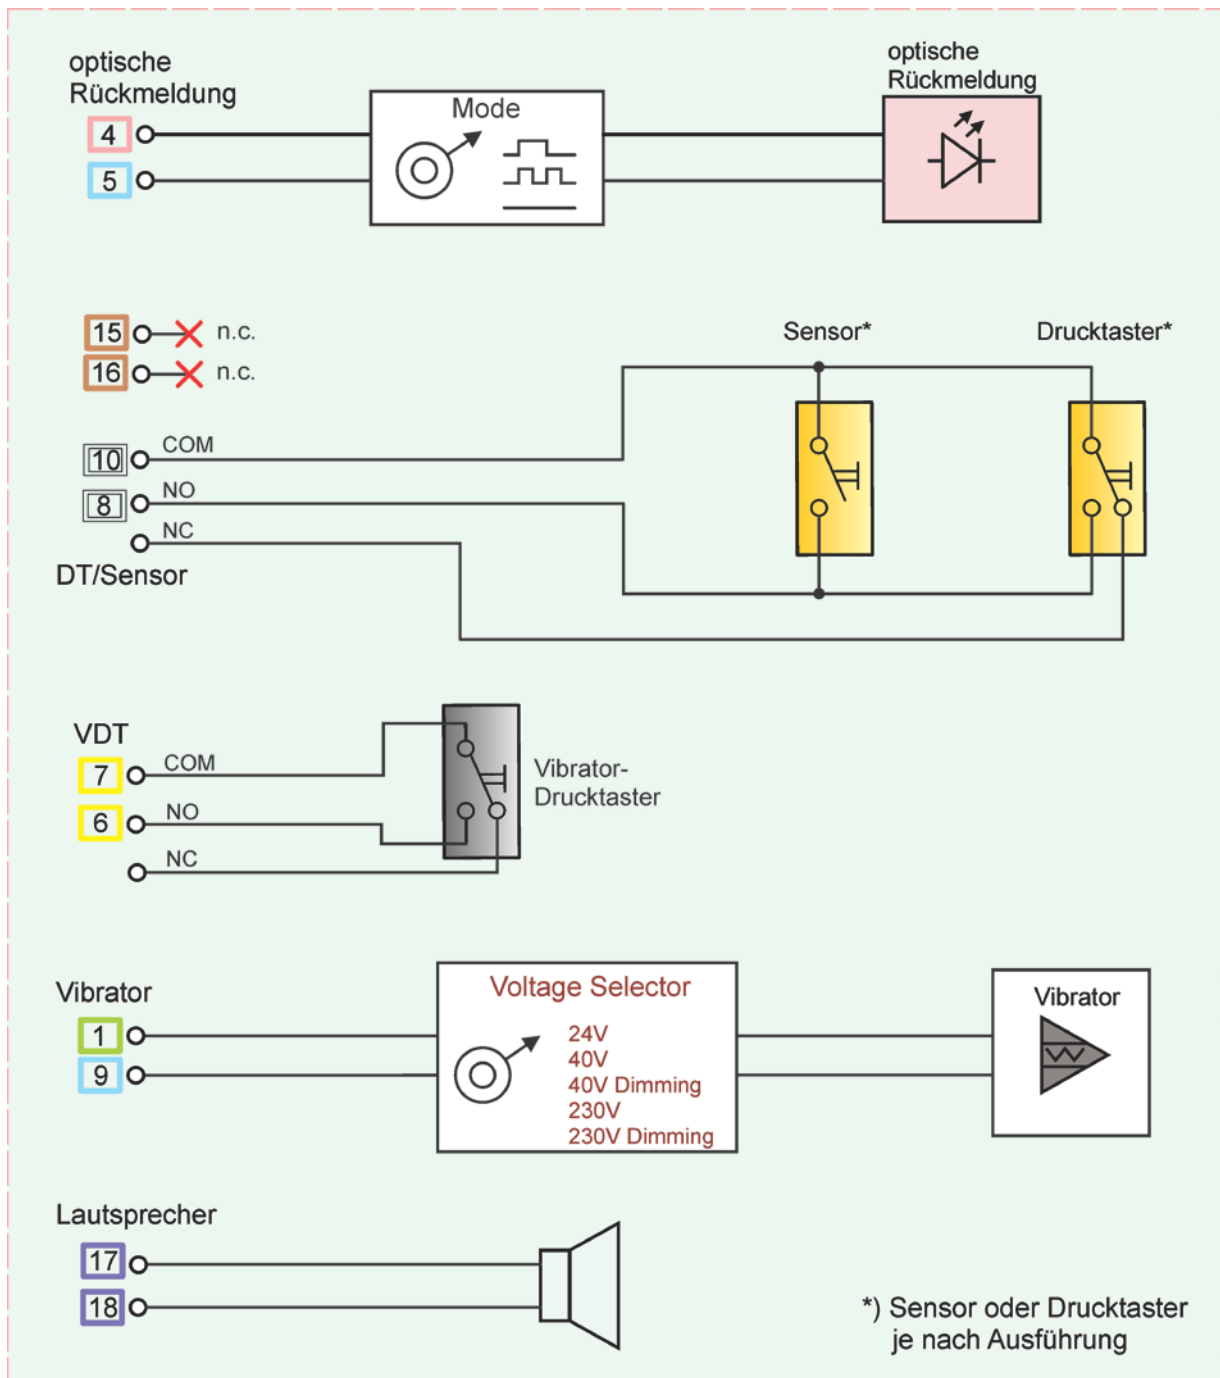 optische
Rückmeldung
4
5
Mode
optische
Rückmeldung
15 n.c.
16 n.c.
Sensor*
Drucktaster*
10 COM
8 NO
NC
DT/Sensor
VDT
7 COM
6 NO
NC
Vibrator-
Drucktaster
Vibrator
1
9
Voltage Selector
24V
40V
40V Dimming
230V
230V Dimming
Vibrator
Lautsprecher
17
18
*) Sensor oder Drucktaster
je nach Ausführung